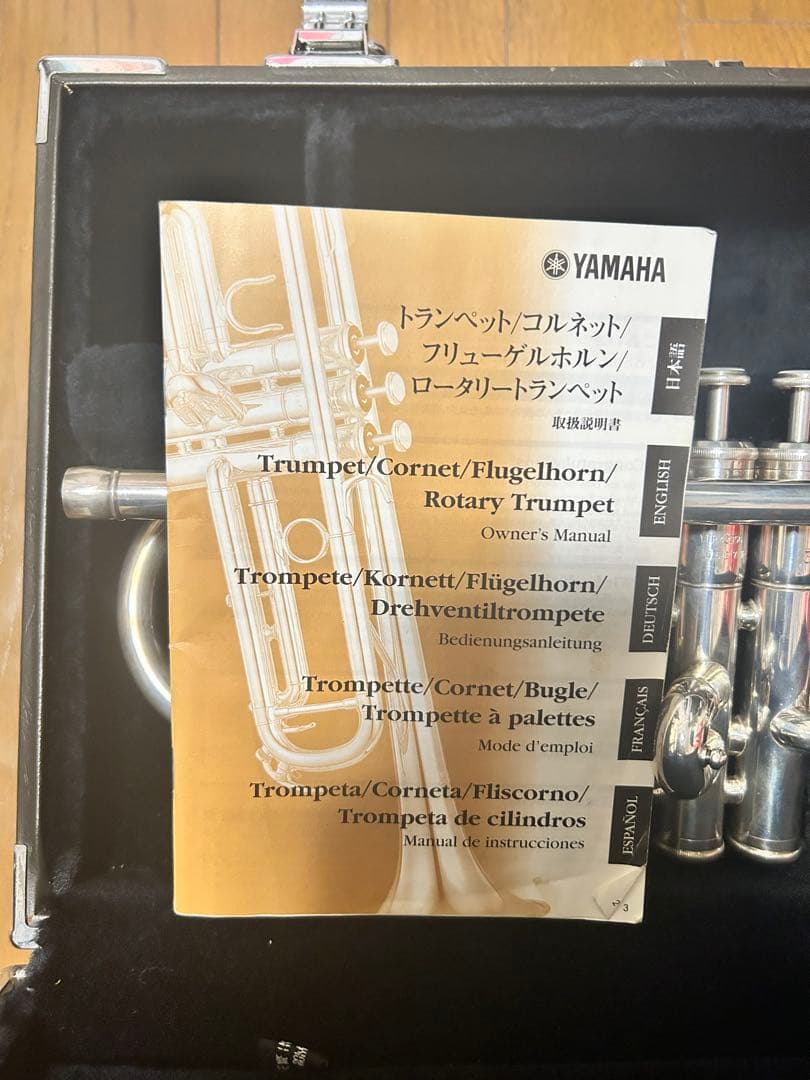 YAMAHA
トランペット/コルネット/
フリューゲルホルン/
ロータリートランペット
取扱説明書
日本語
Trumpet/Cornet/Flugelhorn/
Rotary Trumpet
Owner's Manual
ENGLISH
Trompete/Kornett/Flügelhorn/
Drehventiltrompete
Bedienungsanleitung
DEUTSCH
Trompette/Cornet/Bugle/
Trompette à palettes
Mode d'emploi
FRANÇAIS
Trompeta/Corneta/Fliscorno/
Trompeta de cilindros
Manual de instrucciones
ESPAÑOL
3